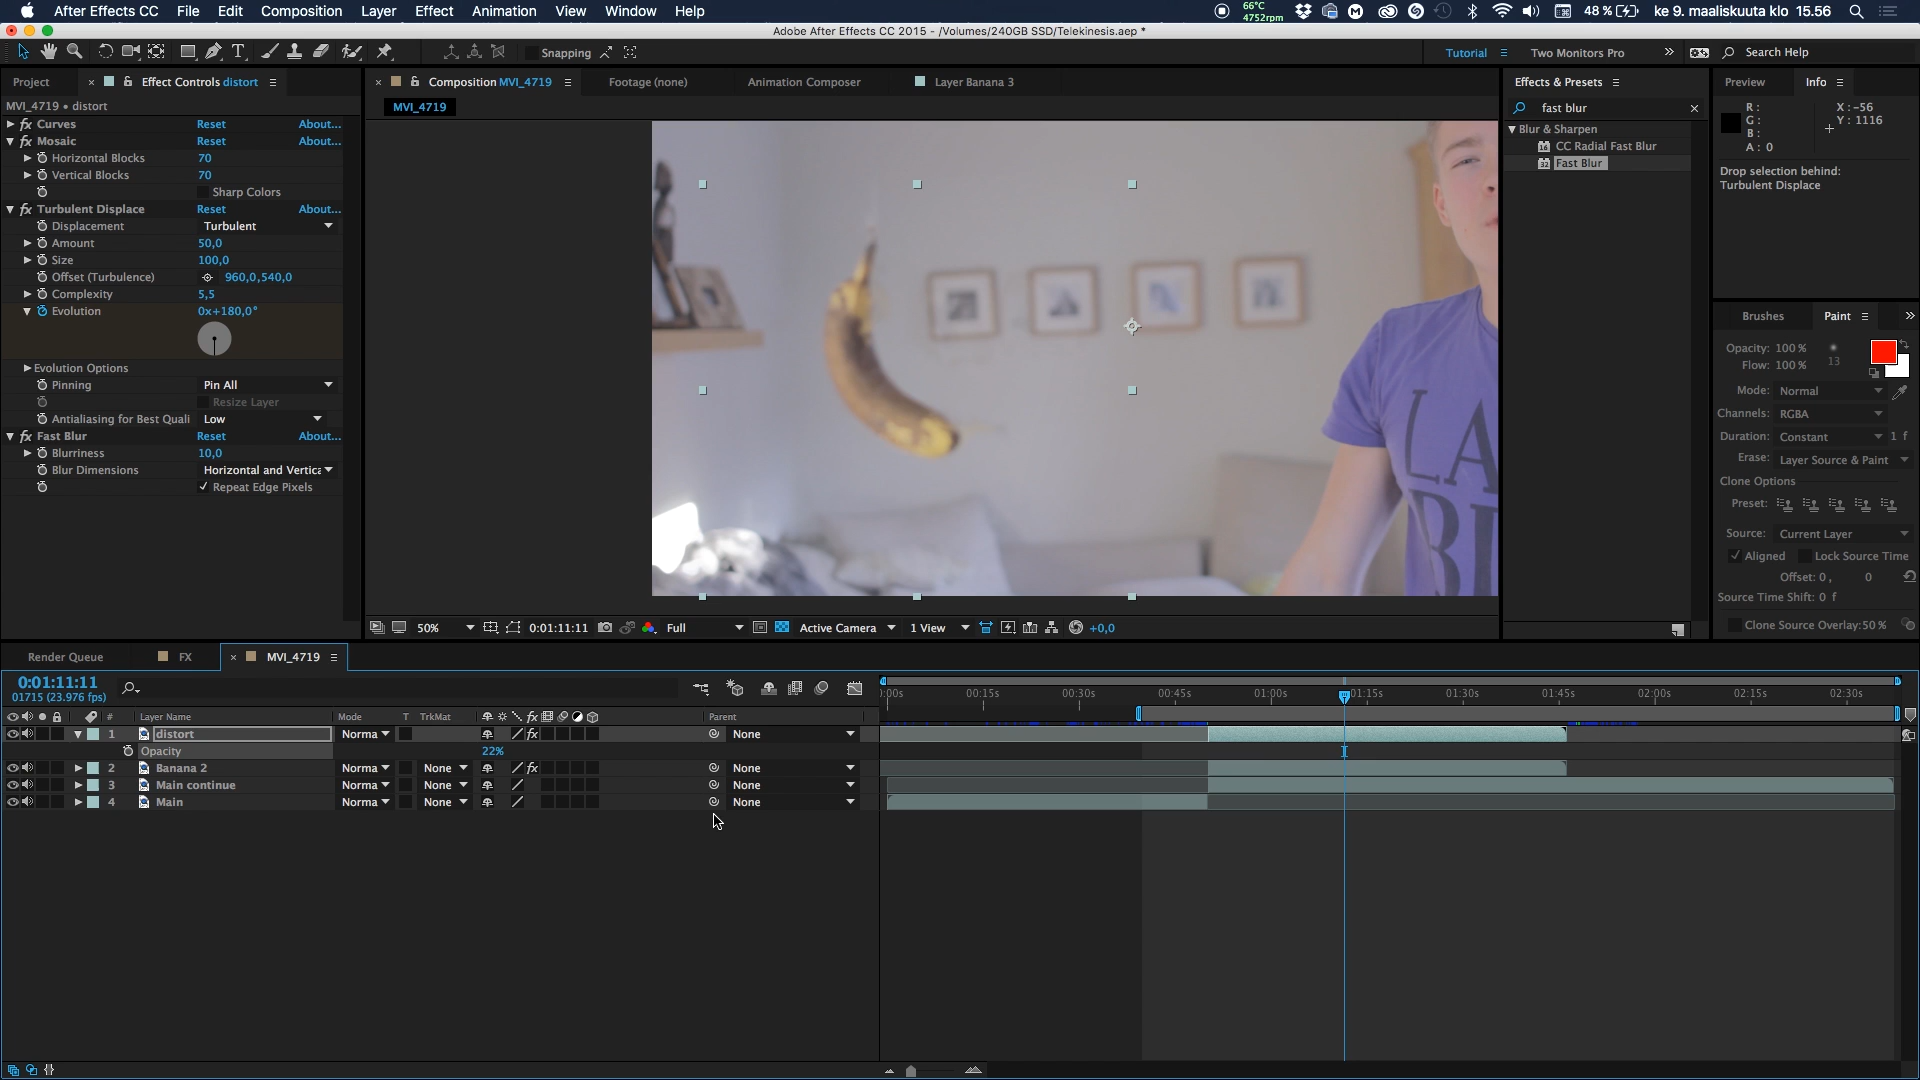 After Effects CC File Edit Composition Layer Effect Animation View Window Help
66°C
4752rpm
48 % ke 9. maaliskuuta klo 15.56
Adobe After Effects CC 2015 - /Volumes/240GB SSD/Telekinesis.aep *
Snapping
Tutorial Two Monitors Pro » Search Help
Project × Effect Controls distort
MVI_4719 • distort
Curves Reset About...
Mosaic Reset About...
Horizontal Blocks 70
Vertical Blocks 70
Sharp Colors
Turbulent Displace Reset About...
Displacement Turbulent
Amount 50,0
Size 100,0
Offset (Turbulence) 960,0,540,0
Complexity 5,5
Evolution 0x+180,0°
Evolution Options
Pinning Pin All
Resize Layer
Antialiasing for Best Quali Low
Fast Blur Reset About...
Blurriness 10,0
Blur Dimensions Horizontal and Vertica
Repeat Edge Pixels
× Composition MVI_4719 Footage (none) Animation Composer Layer Banana 3
MVI_4719
50% 0:01:11:11 Full Active Camera 1 View +0,0
Effects & Presets
fast blur ×
Blur & Sharpen
CC Radial Fast Blur
Fast Blur
Preview Info
R :
G :
B :
A : 0
X : -56
Y : 1116
Drop selection behind:
Turbulent Displace
Brushes Paint »
Opacity: 100 %
Flow: 100 %
13
Mode: Normal
Channels: RGBA
Duration: Constant 1 f
Erase: Layer Source & Paint
Clone Options
Preset:
Source: Current Layer
Aligned Lock Source Time
Offset: 0 , 0
Source Time Shift: 0 f
Clone Source Overlay: 50 %
Render Queue FX × MVI_4719
0:01:11:11
01715 (23.976 fps)
:00s 00:15s 00:30s 00:45s 01:00s 01:15s 01:30s 01:45s 02:00s 02:15s 02:30s
# Layer Name Mode T TrkMat fx Parent
1 distort Norma fx None
Opacity 22%
2 Banana 2 Norma None fx None
3 Main continue Norma None None
4 Main Norma None None